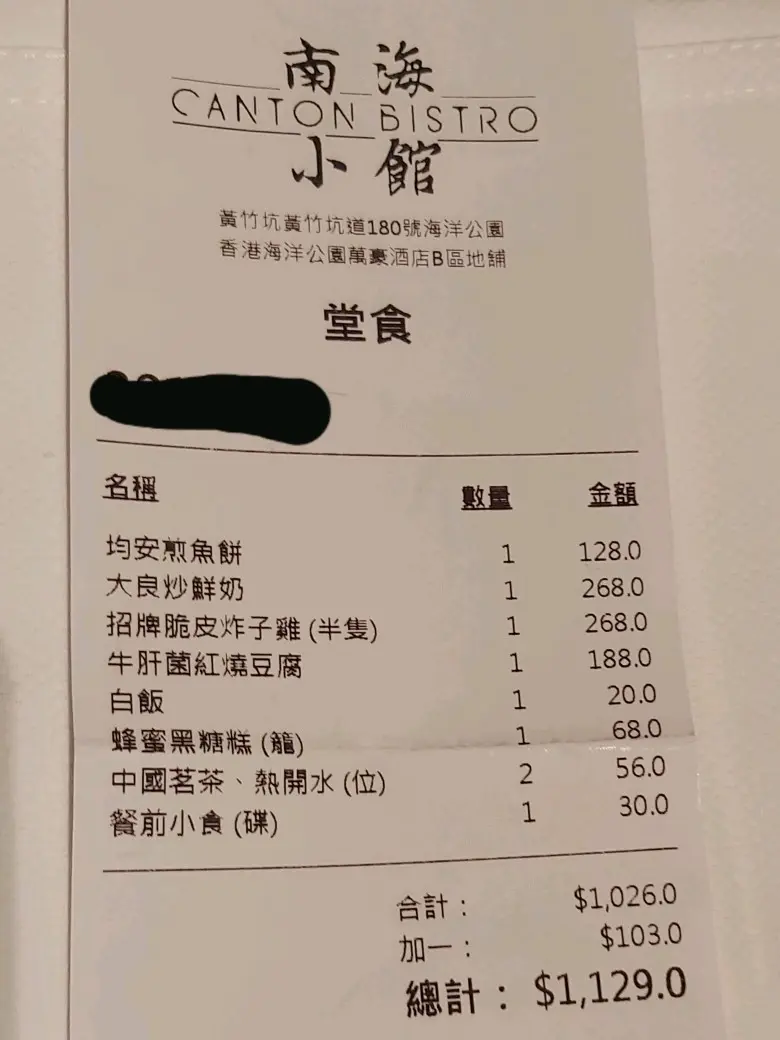 南海
CANTON BISTRO
小館
黃竹坑黃竹坑道180號海洋公園
香港海洋公園萬豪酒店B區地舖
堂食
名稱 數量 金額
均安煎魚餅 1 128.0
大良炒鮮奶 1 268.0
招牌脆皮炸子雞 (半隻) 1 268.0
牛肝菌紅燒豆腐 1 188.0
白飯 1 20.0
蜂蜜黑糖糕 (籠) 1 68.0
中國茗茶、熱開水 (位) 2 56.0
餐前小食 (碟) 1 30.0
合計： $1,026.0
加一： $103.0
總計： $1,129.0